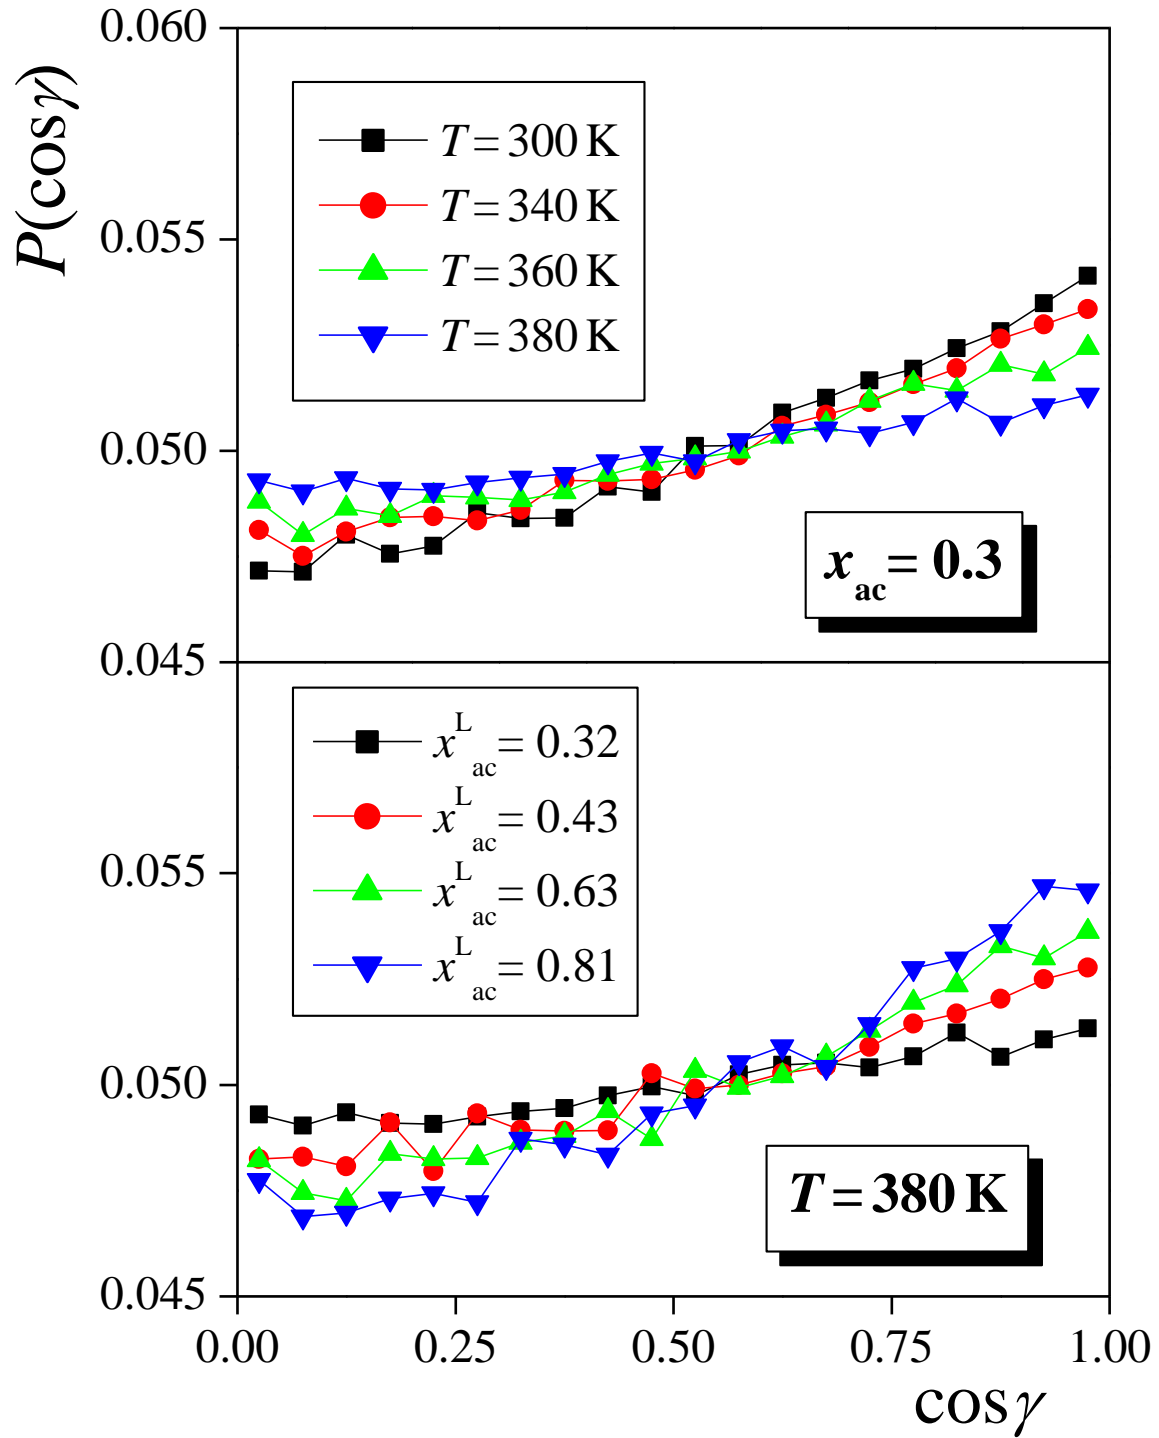 0.060
P(cosγ)
T = 300 K
T = 340 K
T = 360 K
T = 380 K
0.055
0.050
x_ac = 0.3
0.045
x^L_ac = 0.32
x^L_ac = 0.43
x^L_ac = 0.63
x^L_ac = 0.81
0.055
0.050
T = 380 K
0.045
0.00 0.25 0.50 0.75 1.00
cosγ